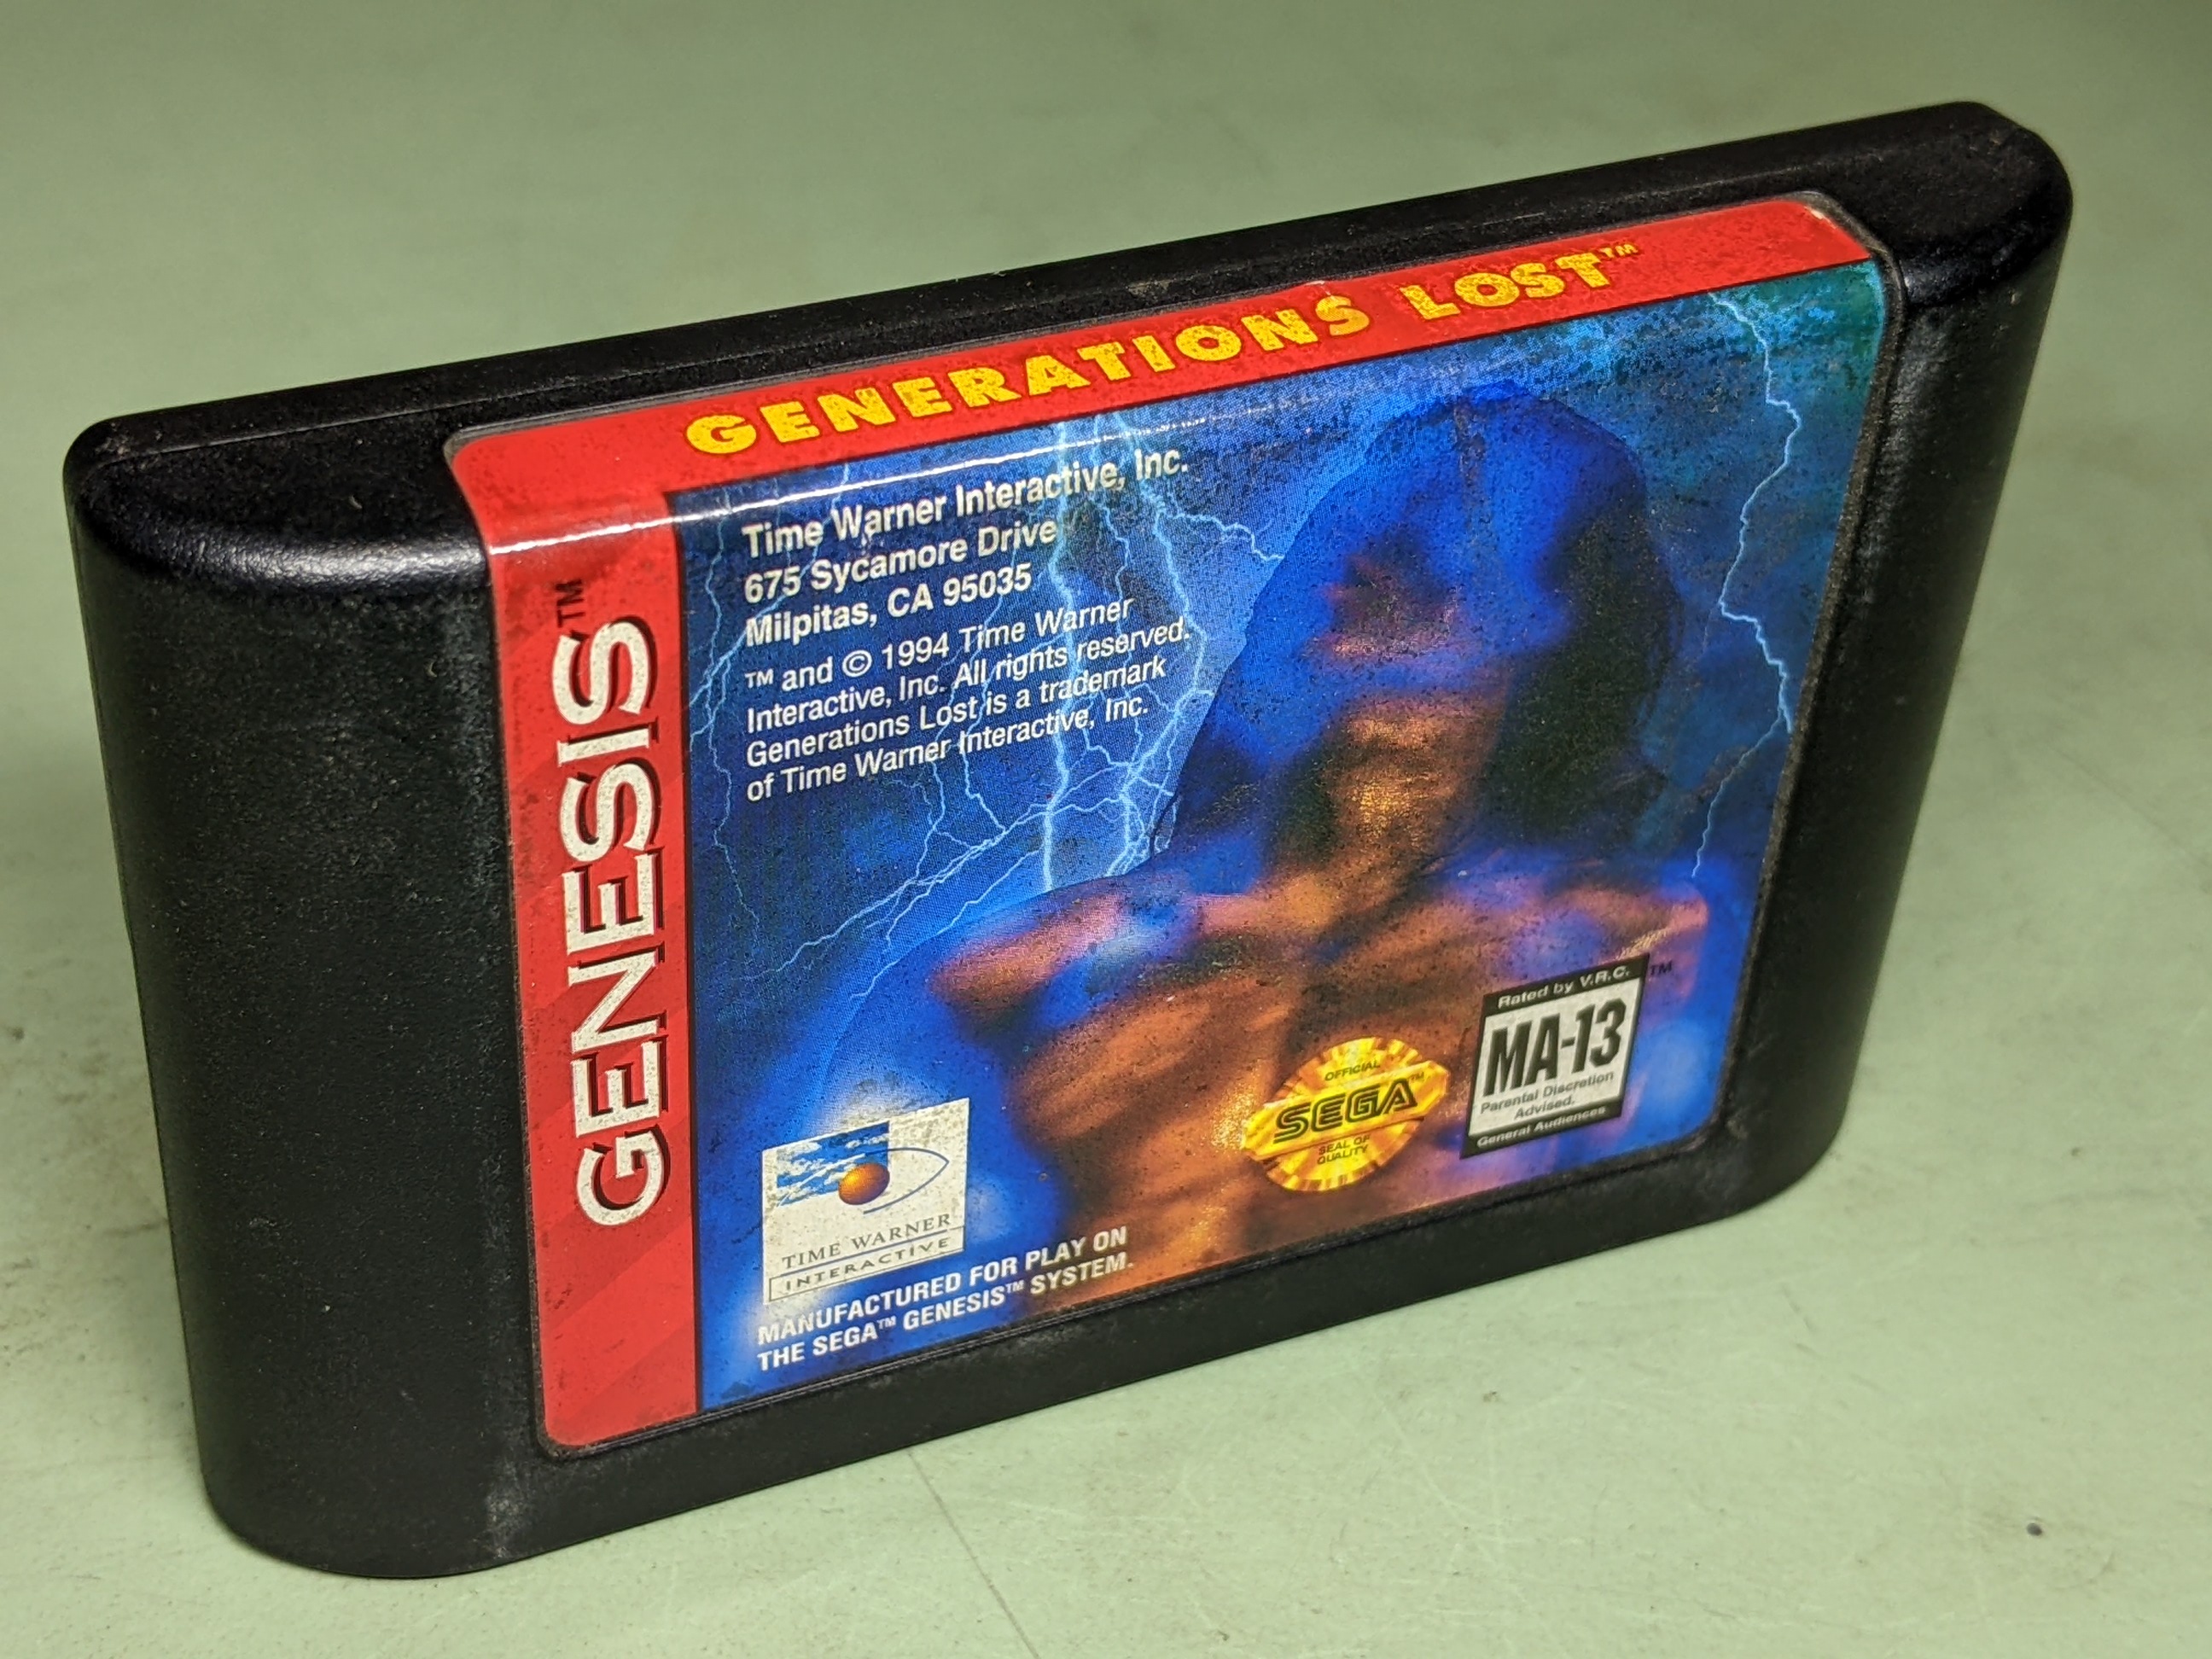 GENERATIONS LOST™
GENESIS™
Time Warner Interactive, Inc.
675 Sycamore Drive
Milpitas, CA 95035
™ and © 1994 Time Warner
Interactive, Inc. All rights reserved.
Generations Lost is a trademark
of Time Warner Interactive, Inc.
TIME WARNER
INTERACTIVE
MANUFACTURED FOR PLAY ON
THE SEGA™ GENESIS™ SYSTEM.
OFFICIAL
SEGA™
SEAL OF
QUALITY
Rated by V.R.C. ™
MA-13
Parental Discretion
Advised.
General Audiences